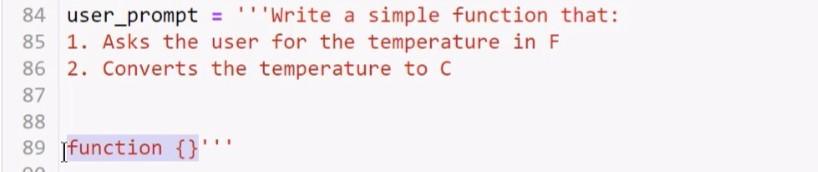 84 user_prompt = '''Write a simple function that:
85 1. Asks the user for the temperature in F
86 2. Converts the temperature to C
87
88
89 function {}'''